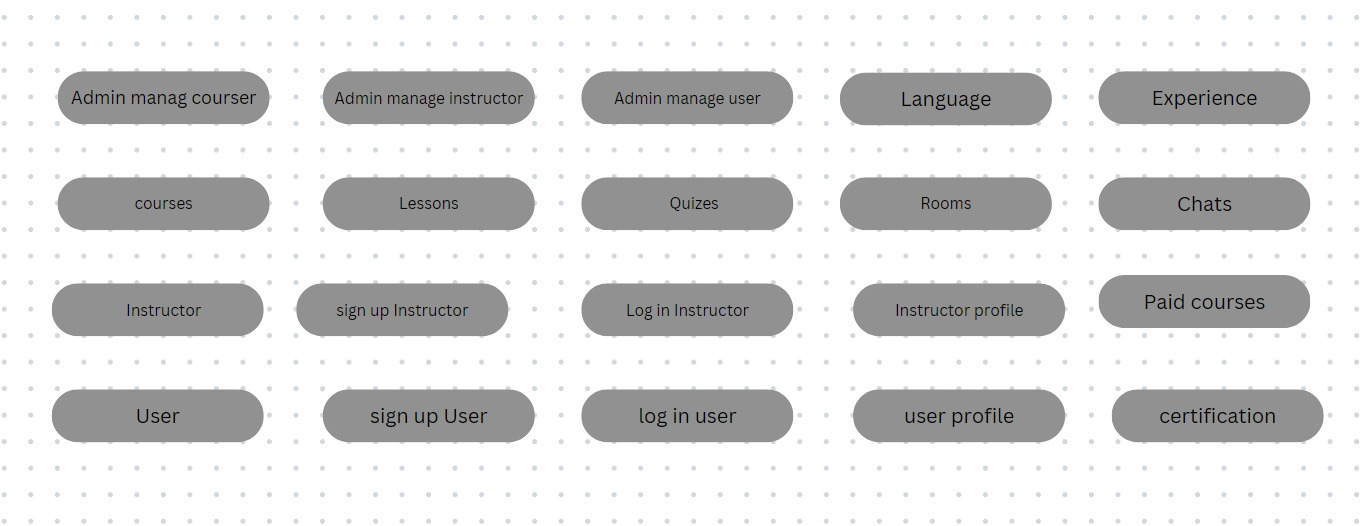 Admin manag courser
Admin manage instructor
Admin manage user
Language
Experience
courses
Lessons
Quizes
Rooms
Chats
Instructor
sign up Instructor
Log in Instructor
Instructor profile
Paid courses
User
sign up User
log in user
user profile
certification